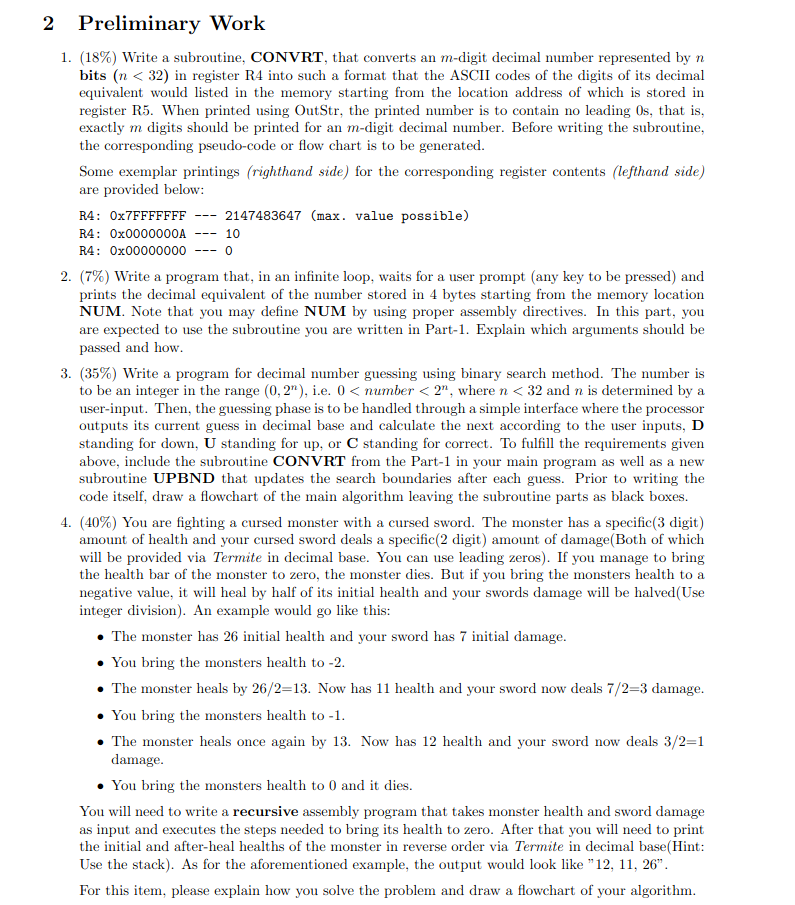 2 Preliminary Work
1. (18%) Write a subroutine, CONVRT, that converts an m-digit decimal number represented by n
bits (n < 32) in register R4 into such a format that the ASCII codes of the digits of its decimal
equivalent would listed in the memory starting from the location address of which is stored in
register R5. When printed using OutStr, the printed number is to contain no leading 0s, that is,
exactly m digits should be printed for an m-digit decimal number. Before writing the subroutine,
the corresponding pseudo-code or flow chart is to be generated.
Some exemplar printings (righthand side) for the corresponding register contents (lefthand side)
are provided below:
R4: 0x7FFFFFFF --- 2147483647 (max. value possible)
R4: 0x0000000A --- 10
R4: 0x00000000 --- 0
2. (7%) Write a program that, in an infinite loop, waits for a user prompt (any key to be pressed) and
prints the decimal equivalent of the number stored in 4 bytes starting from the memory location
NUM. Note that you may define NUM by using proper assembly directives. In this part, you
are expected to use the subroutine you are written in Part-1. Explain which arguments should be
passed and how.
3. (35%) Write a program for decimal number guessing using binary search method. The number is
to be an integer in the range (0, 2ⁿ), i.e. 0 < number < 2ⁿ, where n < 32 and n is determined by a
user-input. Then, the guessing phase is to be handled through a simple interface where the processor
outputs its current guess in decimal base and calculate the next according to the user inputs, D
standing for down, U standing for up, or C standing for correct. To fulfill the requirements given
above, include the subroutine CONVRT from the Part-1 in your main program as well as a new
subroutine UPBND that updates the search boundaries after each guess. Prior to writing the
code itself, draw a flowchart of the main algorithm leaving the subroutine parts as black boxes.
4. (40%) You are fighting a cursed monster with a cursed sword. The monster has a specific(3 digit)
amount of health and your cursed sword deals a specific(2 digit) amount of damage(Both of which
will be provided via Termite in decimal base. You can use leading zeros). If you manage to bring
the health bar of the monster to zero, the monster dies. But if you bring the monsters health to a
negative value, it will heal by half of its initial health and your swords damage will be halved(Use
integer division). An example would go like this:
• The monster has 26 initial health and your sword has 7 initial damage.
• You bring the monsters health to -2.
• The monster heals by 26/2=13. Now has 11 health and your sword now deals 7/2=3 damage.
• You bring the monsters health to -1.
• The monster heals once again by 13. Now has 12 health and your sword now deals 3/2=1
damage.
• You bring the monsters health to 0 and it dies.
You will need to write a recursive assembly program that takes monster health and sword damage
as input and executes the steps needed to bring its health to zero. After that you will need to print
the initial and after-heal healths of the monster in reverse order via Termite in decimal base(Hint:
Use the stack). As for the aforementioned example, the output would look like "12, 11, 26".
For this item, please explain how you solve the problem and draw a flowchart of your algorithm.